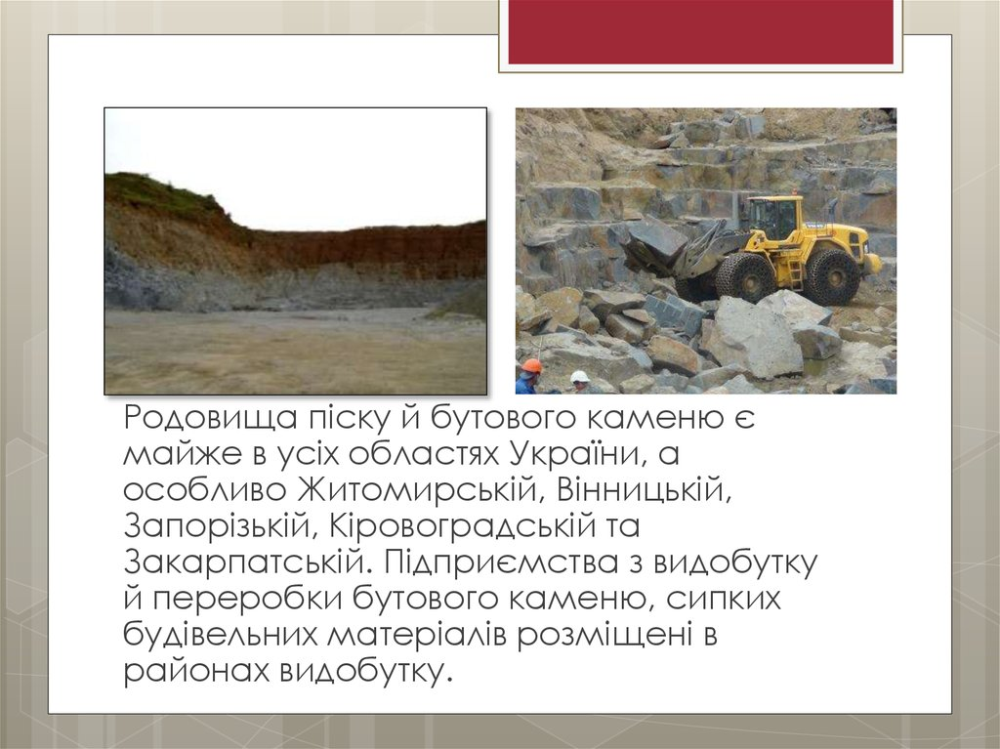 Родовища піску й бутового каменю є
майже в усіх областях України, а
особливо Житомирській, Вінницькій,
Запорізькій, Кіровоградській та
Закарпатській. Підприємства з видобутку
й переробки бутового каменю, сипких
будівельних матеріалів розміщені в
районах видобутку.